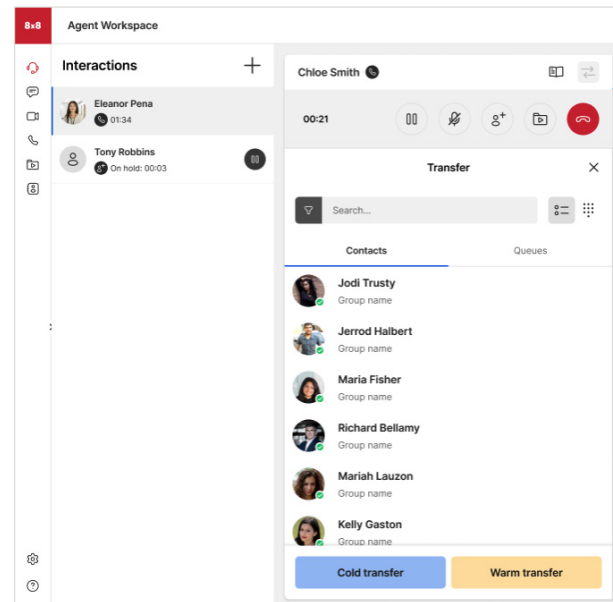 8x8
Agent Workspace
Interactions
Eleanor Pena
01:34
Tony Robbins
On hold: 00:03
Chloe Smith
00:21
Transfer
Search...
Contacts
Queues
Jodi Trusty
Group name
Jerrod Halbert
Group name
Maria Fisher
Group name
Richard Bellamy
Group name
Mariah Lauzon
Group name
Kelly Gaston
Group name
Cold transfer
Warm transfer